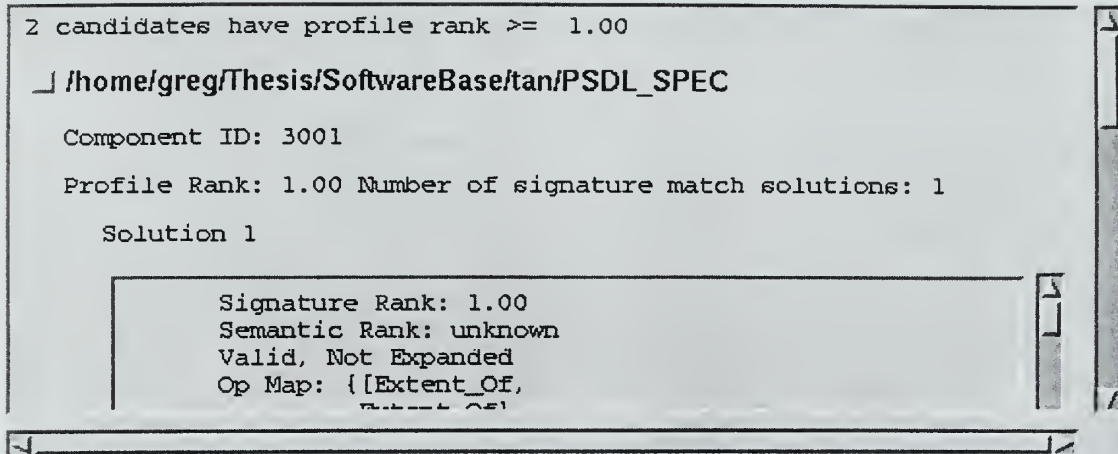 2 candidates have profile rank >= 1.00
/home/greg/Thesis/SoftwareBase/tan/PSDL_SPEC
Component ID: 3001
Profile Rank: 1.00 Number of signature match solutions: 1
Solution 1
Signature Rank: 1.00
Semantic Rank: unknown
Valid, Not Expanded
Op Map: {[Extent_Of,